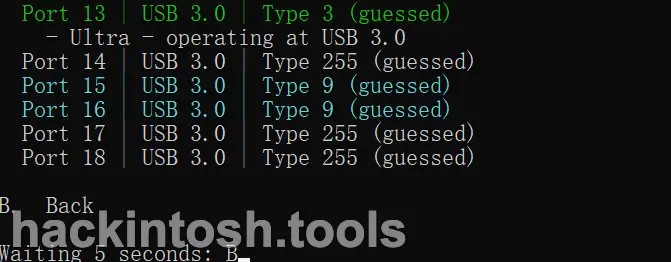 Port 13 | USB 3.0 | Type 3 (guessed)
- Ultra - operating at USB 3.0
Port 14 | USB 3.0 | Type 255 (guessed)
Port 15 | USB 3.0 | Type 9 (guessed)
Port 16 | USB 3.0 | Type 9 (guessed)
Port 17 | USB 3.0 | Type 255 (guessed)
Port 18 | USB 3.0 | Type 255 (guessed)
B. Back
hackintosh.tools
Waiting 5 seconds: B